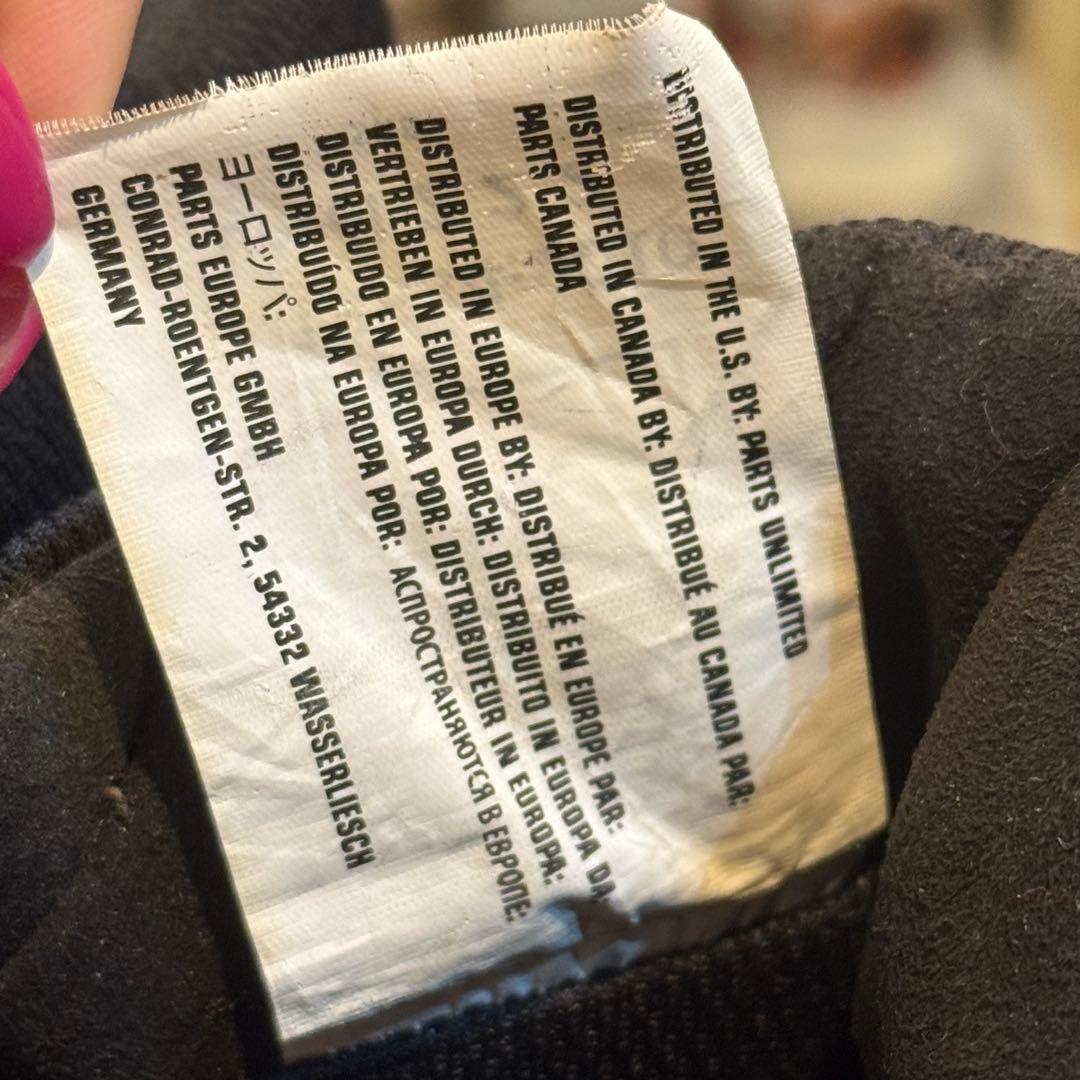 DISTRIBUTED IN THE U.S. BY: PARTS UNLIMITED
DISTRIBUTED IN CANADA BY: DISTRIBUÉ AU CANADA PAR:
PARTS CANADA
DISTRIBUTED IN EUROPE BY: DISTRIBUÉ EN EUROPE PAR:
VERTRIEBEN IN EUROPA DURCH: DISTRIBUITO IN EUROPA DA:
DISTRIBUIDO EN EUROPA POR: DISTRIBUTEUR IN EUROPA:
DISTRIBUÍDO NA EUROPA POR: АСПРОСТРАНЯЮТСЯ В ЕВРОПЕ:
ヨーロッパ:
PARTS EUROPE GMBH
CONRAD-ROENTGEN-STR. 2, 54332 WASSERLIESCH
GERMANY